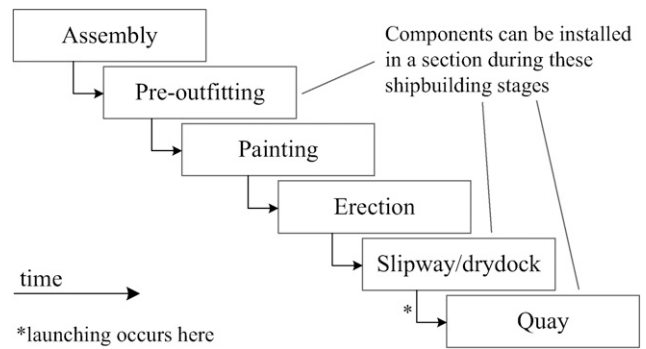 Assembly
Components can be installed
in a section during these
shipbuilding stages
Pre-outfitting
Painting
Erection
Slipway/drydock
time
*
Quay
*launching occurs here